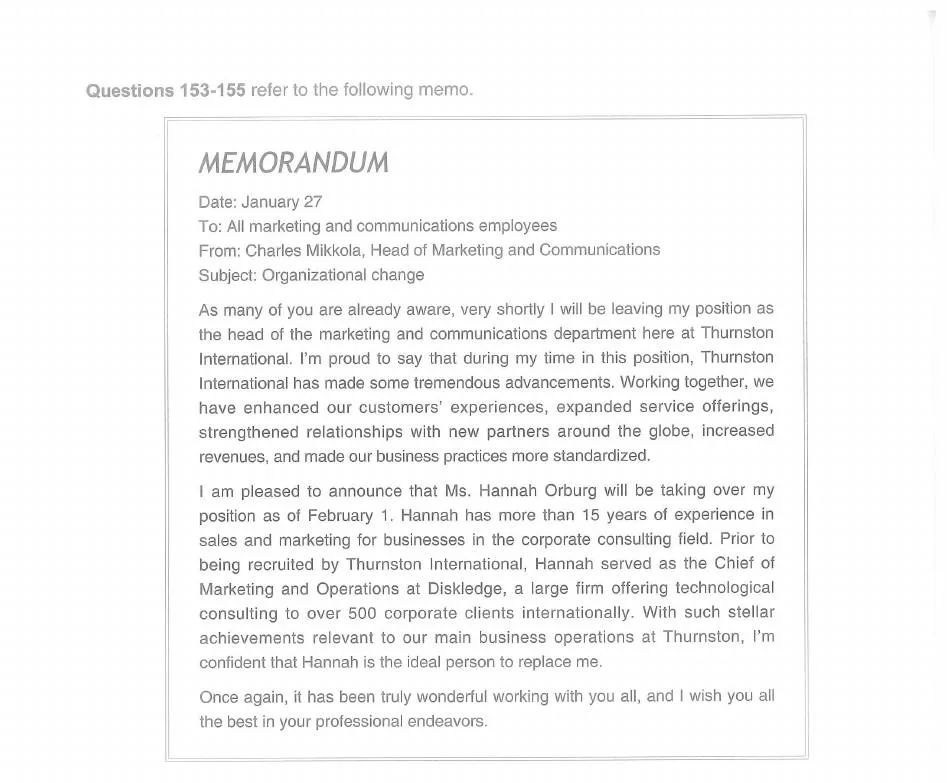 Questions 153-155 refer to the following memo.
MEMORANDUM
Date: January 27
To: All marketing and communications employees
From: Charles Mikkola, Head of Marketing and Communications
Subject: Organizational change
As many of you are already aware, very shortly I will be leaving my position as
the head of the marketing and communications department here at Thurnston
International. I'm proud to say that during my time in this position, Thurnston
International has made some tremendous advancements. Working together, we
have enhanced our customers' experiences, expanded service offerings,
strengthened relationships with new partners around the globe, increased
revenues, and made our business practices more standardized.
I am pleased to announce that Ms. Hannah Orburg will be taking over my
position as of February 1. Hannah has more than 15 years of experience in
sales and marketing for businesses in the corporate consulting field. Prior to
being recruited by Thurnston International, Hannah served as the Chief of
Marketing and Operations at Diskledge, a large firm offering technological
consulting to over 500 corporate clients internationally. With such stellar
achievements relevant to our main business operations at Thurnston, I'm
confident that Hannah is the ideal person to replace me.
Once again, it has been truly wonderful working with you all, and I wish you all
the best in your professional endeavors.